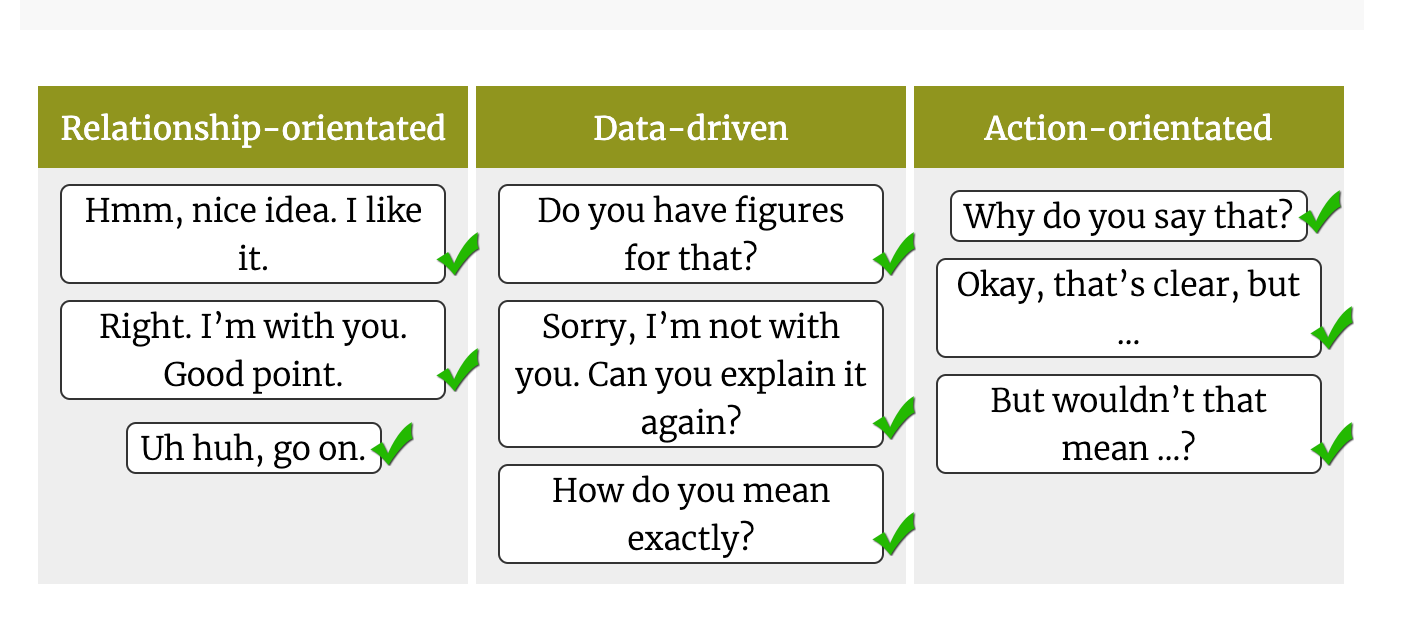 Relationship-orientated
Data-driven
Action-orientated
Hmm, nice idea. I like
it.
Right. I’m with you.
Good point.
Uh huh, go on.
Do you have figures
for that?
Sorry, I’m not with
you. Can you explain it
again?
How do you mean
exactly?
Why do you say that?
Okay, that’s clear, but
...
But wouldn’t that
mean ...?